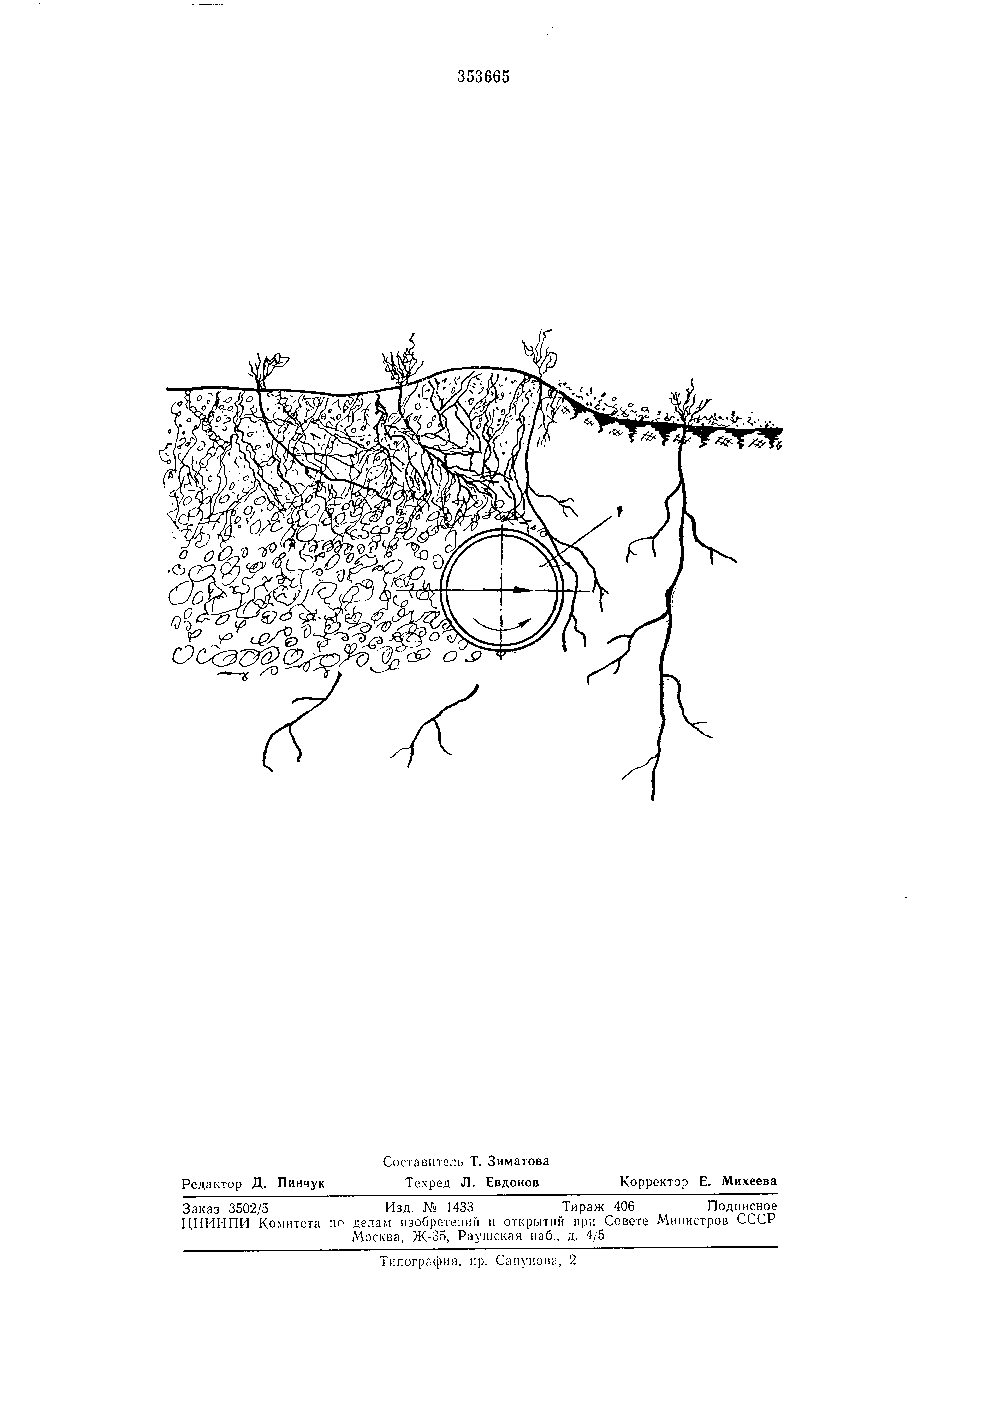 353665
1
Составитель Т. Зиматова
Редактор Д. Пинчук Техред Л. Евдонов Корректор Е. Михеева
Заказ 3502/5 Изд. № 1433 Тираж 406 Подписное
ЦНИИПИ Комитета по делам изобретений и открытий при Совете Министров СССР
Москва, Ж-35, Раушская наб., д. 4/5
Типография, пр. Сапунова, 2